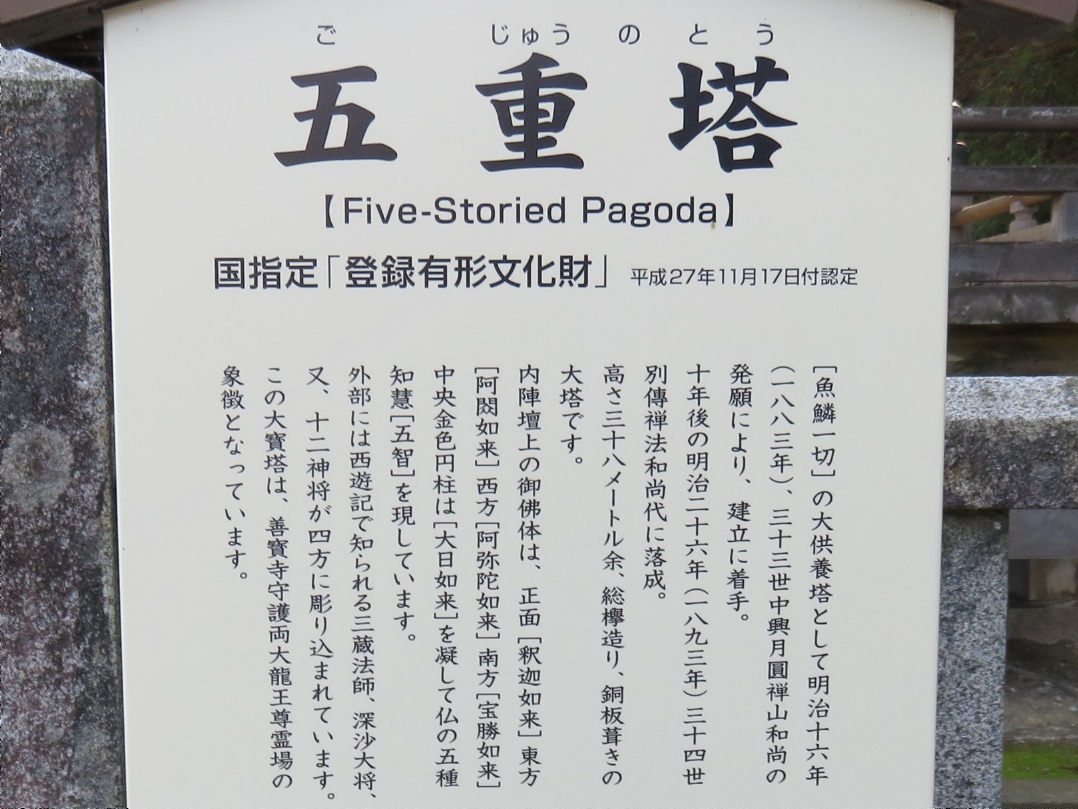 ご じゅう の とう
五重塔
【Five-Storied Pagoda】
国指定「登録有形文化財」 平成27年11月17日付認定
［魚鱗一切］の大供養塔として明治十六年
（一八八三年）、三十三世中興月圓禅山和尚の
発願により、建立に着手。
十年後の明治二十六年（一八九三年）三十四世
別傳禅法和尚代に落成。
高さ三十八メートル余、総欅造り、銅板葺きの
大塔です。
内陣壇上の御佛体は、正面［釈迦如来］東方
［阿閦如来］西方［阿弥陀如来］南方［宝勝如来］
中央金色円柱は［大日如来］を凝して仏の五種
知慧［五智］を現しています。
外部には西遊記で知られる三蔵法師、深沙大将、
又、十二神将が四方に彫り込まれています。
この大寶塔は、善寶寺守護両大龍王尊霊場の
象徴となっています。